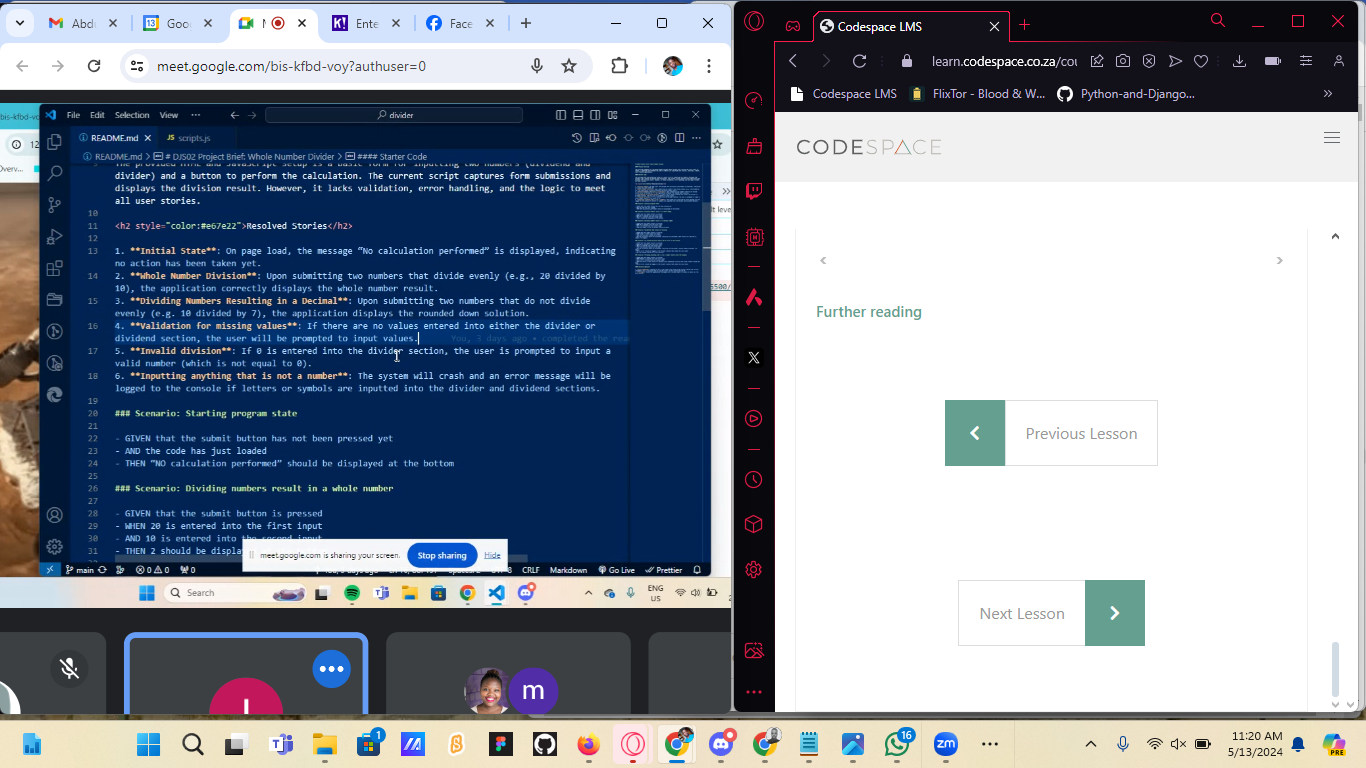 Abd
Goo
M
Ente
Face
meet.google.com/bis-kfbd-voy?authuser=0
File Edit Selection View ··· divider
README.md scripts.js
README.md > # DJS02 Project Brief: Whole Number Divider > #### Starter Code
divider) and a button to perform the calculation. The current script captures form submissions and
displays the division result. However, it lacks validation, error handling, and the logic to meet
all user stories.
10
11 <h2 style="color:#e67e22">Resolved Stories</h2>
12
13 1. **Initial State**: On page load, the message “No calculation performed” is displayed, indicating
no action has been taken yet.
14 2. **Whole Number Division**: Upon submitting two numbers that divide evenly (e.g., 20 divided by
10), the application correctly displays the whole number result.
15 3. **Dividing Numbers Resulting in a Decimal**: Upon submitting two numbers that do not divide
evenly (e.g. 10 divided by 7), the application displays the rounded down solution.
16 4. **Validation for missing values**: If there are no values entered into either the divider or
dividend section, the user will be prompted to input values. You, 3 days ago • completed the rea
17 5. **Invalid division**: If 0 is entered into the divider section, the user is prompted to input a
valid number (which is not equal to 0).
18 6. **Inputting anything that is not a number**: The system will crash and an error message will be
logged to the console if letters or symbols are inputted into the divider and dividend sections.
19
20 ### Scenario: Starting program state
21
22 - GIVEN that the submit button has not been pressed yet
23 - AND the code has just loaded
24 - THEN “NO calculation performed” should be displayed at the bottom
25
26 ### Scenario: Dividing numbers result in a whole number
27
28 - GIVEN that the submit button is pressed
29 - WHEN 20 is entered into the first input
30 - AND 10 is entered into the second input
31 - THEN 2 should be displa
meet.google.com is sharing your screen. Stop sharing Hide
main 0 0 0 CRLF Markdown Go Live Prettier
Search ENG
US
m
Codespace LMS
learn.codespace.co.za/cou
Codespace LMS FlixTor - Blood & W... Python-and-Django...
CODESPACE
Further reading
Previous Lesson
Next Lesson
1
16
zm
PRE
11:20 AM
5/13/2024